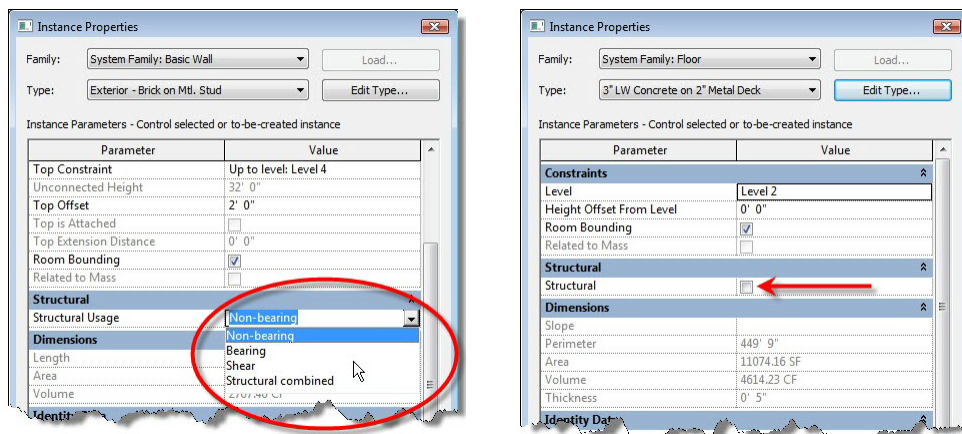 Instance Properties
Family: System Family: Basic Wall Load...
Type: Exterior - Brick on Mtl. Stud Edit Type...
Instance Parameters - Control selected or to-be-created instance
Parameter Value
Top Constraint Up to level: Level 4
Unconnected Height 32' 0"
Top Offset 2' 0"
Top is Attached
Top Extension Distance 0' 0"
Room Bounding
Related to Mass
Structural
Structural Usage Non-bearing
Dimensions Non-bearing
Length Bearing
Area Shear
Structural combined
Volume CF
Identity
Instance Properties
Family: System Family: Floor Load...
Type: 3" LW Concrete on 2" Metal Deck Edit Type...
Instance Parameters - Control selected or to-be-created instance
Parameter Value
Constraints
Level Level 2
Height Offset From Level 0' 0"
Room Bounding
Related to Mass
Structural
Structural
Dimensions
Slope
Perimeter 449' 9"
Area 11074.16 SF
Volume 4614.23 CF
Thickness 0' 5"
Identity Data